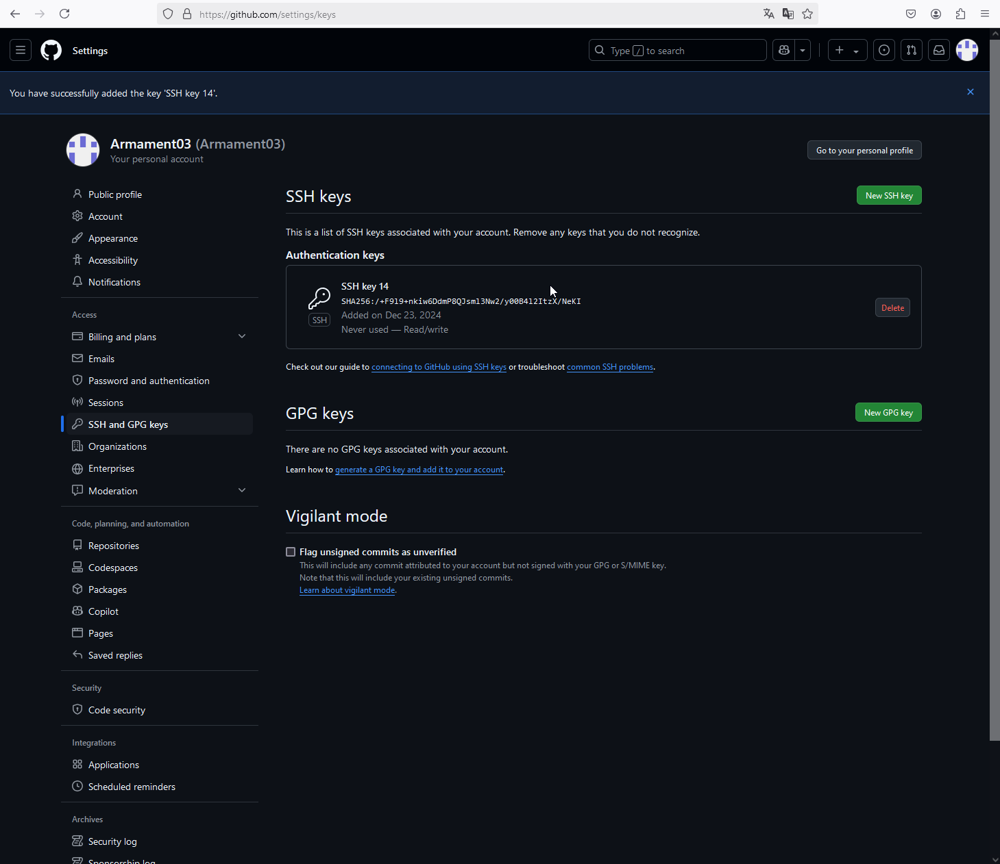 https://github.com/settings/keys
Settings
Type / to search
You have successfully added the key 'SSH key 14'.
Armament03 (Armament03)
Your personal account
Go to your personal profile
Public profile
Account
Appearance
Accessibility
Notifications
Access
Billing and plans
Emails
Password and authentication
Sessions
SSH and GPG keys
Organizations
Enterprises
Moderation
Code, planning, and automation
Repositories
Codespaces
Packages
Copilot
Pages
Saved replies
Security
Code security
Integrations
Applications
Scheduled reminders
Archives
Security log
Sponsorship log
SSH keys
New SSH key
This is a list of SSH keys associated with your account. Remove any keys that you do not recognize.
Authentication keys
SSH key 14
SHA256:/+F9l9+nkiw6DdmP8QJsml3Nw2/y00B4l2ItzX/NeKI
SSH
Added on Dec 23, 2024
Never used — Read/write
Delete
Check out our guide to connecting to GitHub using SSH keys or troubleshoot common SSH problems.
GPG keys
New GPG key
There are no GPG keys associated with your account.
Learn how to generate a GPG key and add it to your account.
Vigilant mode
Flag unsigned commits as unverified
This will include any commit attributed to your account but not signed with your GPG or S/MIME key.
Note that this will include your existing unsigned commits.
Learn about vigilant mode.